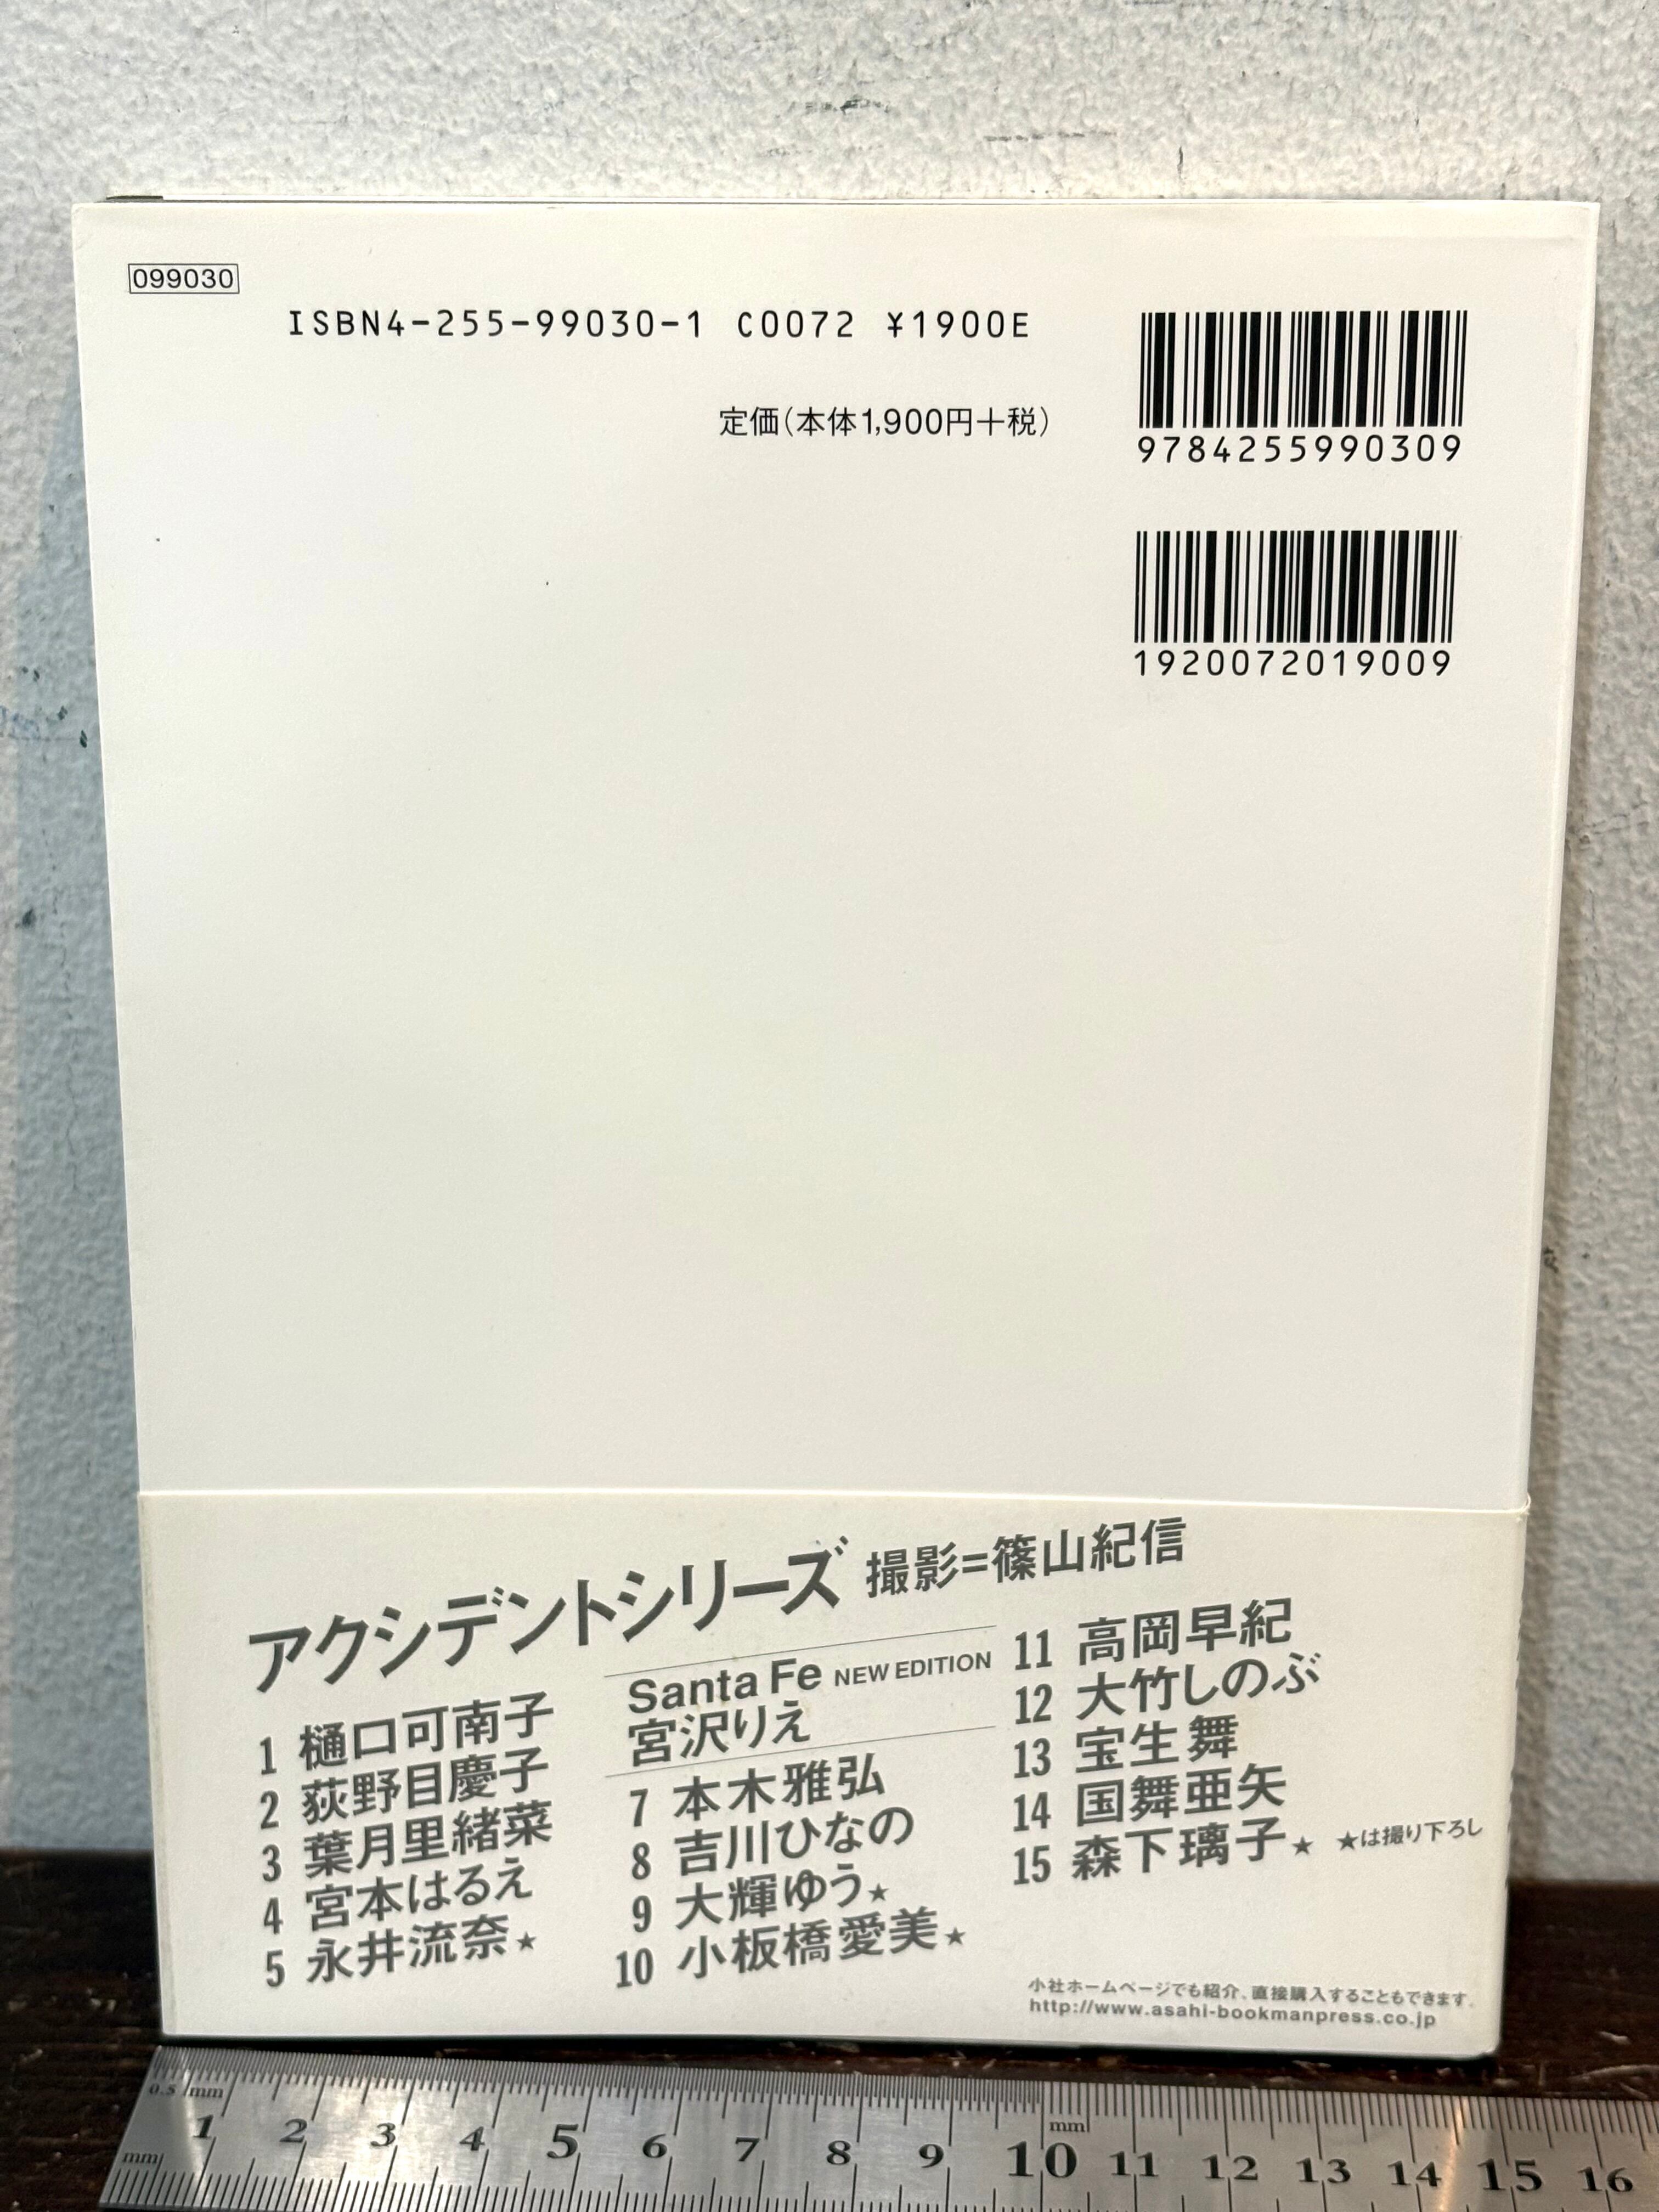 099030
ISBN4-255-99030-1 C0072 ¥1900E
定価(本体1,900円+税)
9784255990309
1920072019009
アクシデントシリーズ 撮影=篠山紀信
1 樋口可南子
2 荻野目慶子
3 葉月里緒菜
4 宮本はるえ
5 永井流奈★
Santa Fe NEW EDITION
宮沢りえ
7 本木雅弘
8 吉川ひなの
9 大輝ゆう★
10 小板橋愛美★
11 高岡早紀
12 大竹しのぶ
13 宝生舞
14 国舞亜矢
15 森下璃子★ ★は撮り下ろし
小社ホームページでも紹介、直接購入することもできます。
http://www.asahi-bookmanpress.co.jp
0.5 mm
1 2 3 4 5 6 7 8 9 10 11 12 13 14 15 16
mm
mm